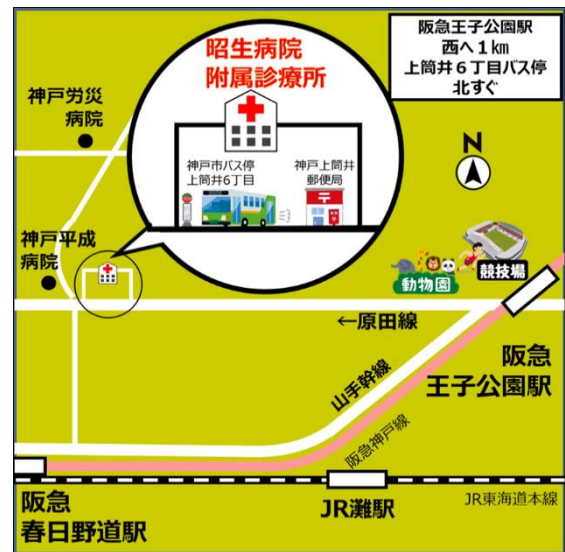 昭生病院
附属診療所
神戸市バス停
上筒井6丁目
神戸上筒井
郵便局
阪急王子公園駅
西へ1km
上筒井6丁目バス停
北すぐ
N
神戸労災
病院
神戸平成
病院
動物園
競技場
←原田線
阪急
王子公園駅
山手幹線
阪急神戸線
阪急
春日野道駅
JR灘駅
JR東海道本線